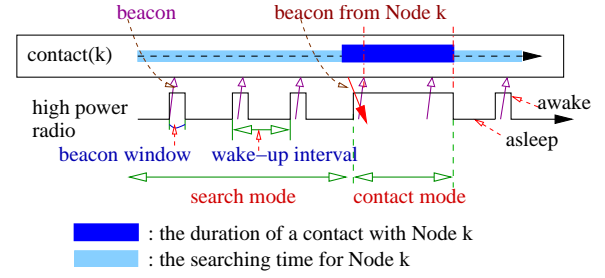 beacon
beacon from Node k
contact(k)
high power
radio
awake
asleep
beacon window
wake−up interval
search mode
contact mode
: the duration of a contact with Node k
: the searching time for Node k